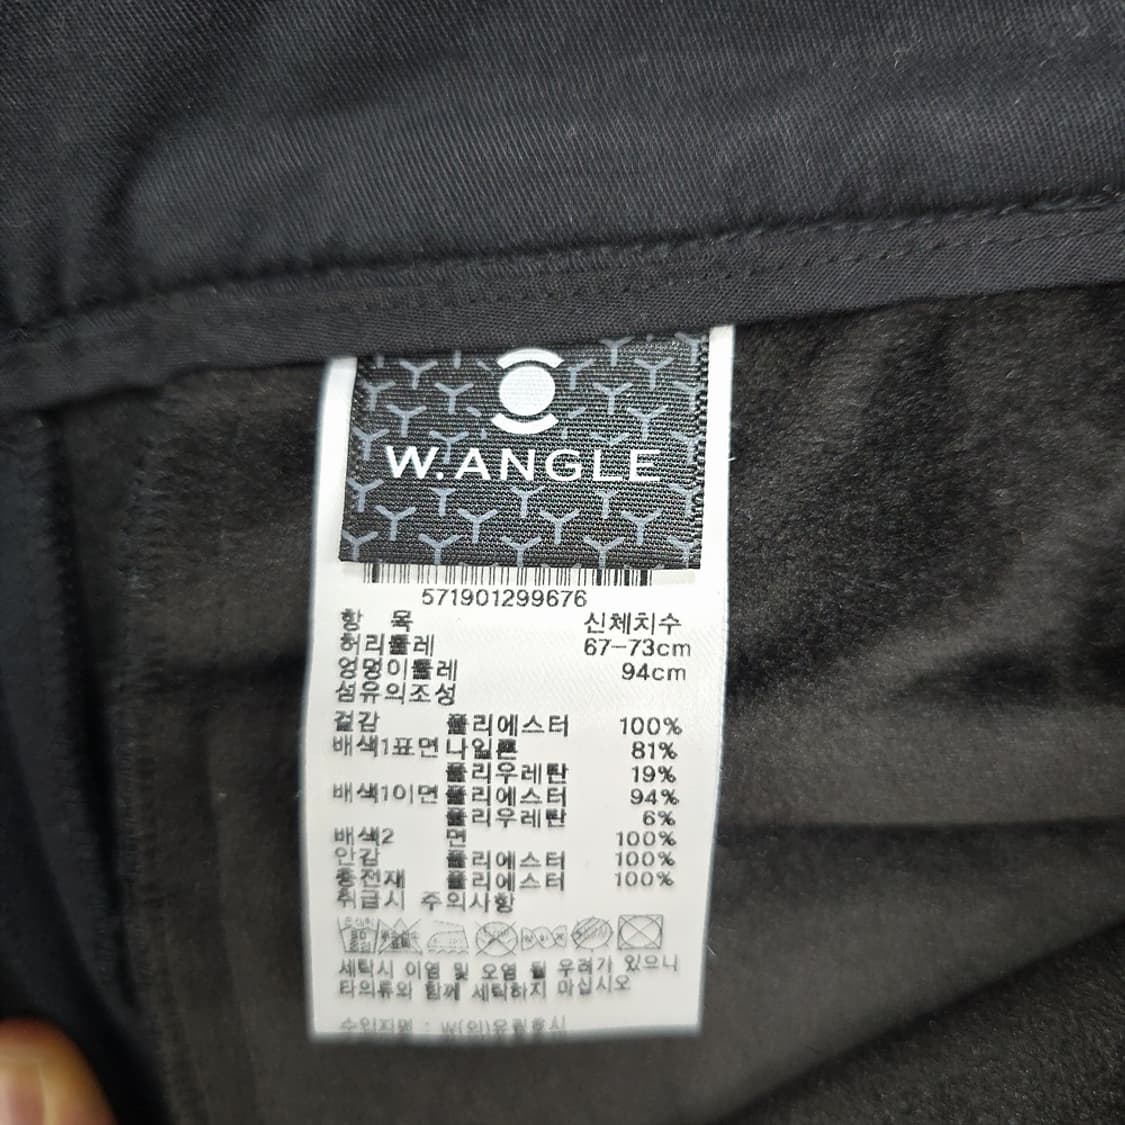 W.ANGLE
571901299676
항 목 신체치수
허리둘레 67-73cm
엉덩이둘레 94cm
섬유의조성
겉감 폴리에스터 100%
배색1표면 나일론 81%
폴리우레탄 19%
배색1이면 폴리에스터 94%
폴리우레탄 6%
배색2 면 100%
안감 폴리에스터 100%
충전재 폴리에스터 100%
취급시 주의사항
세탁시 이염 및 오염 될 우려가 있으니
타의류와 함께 세탁하지 마십시오
수입자명 :